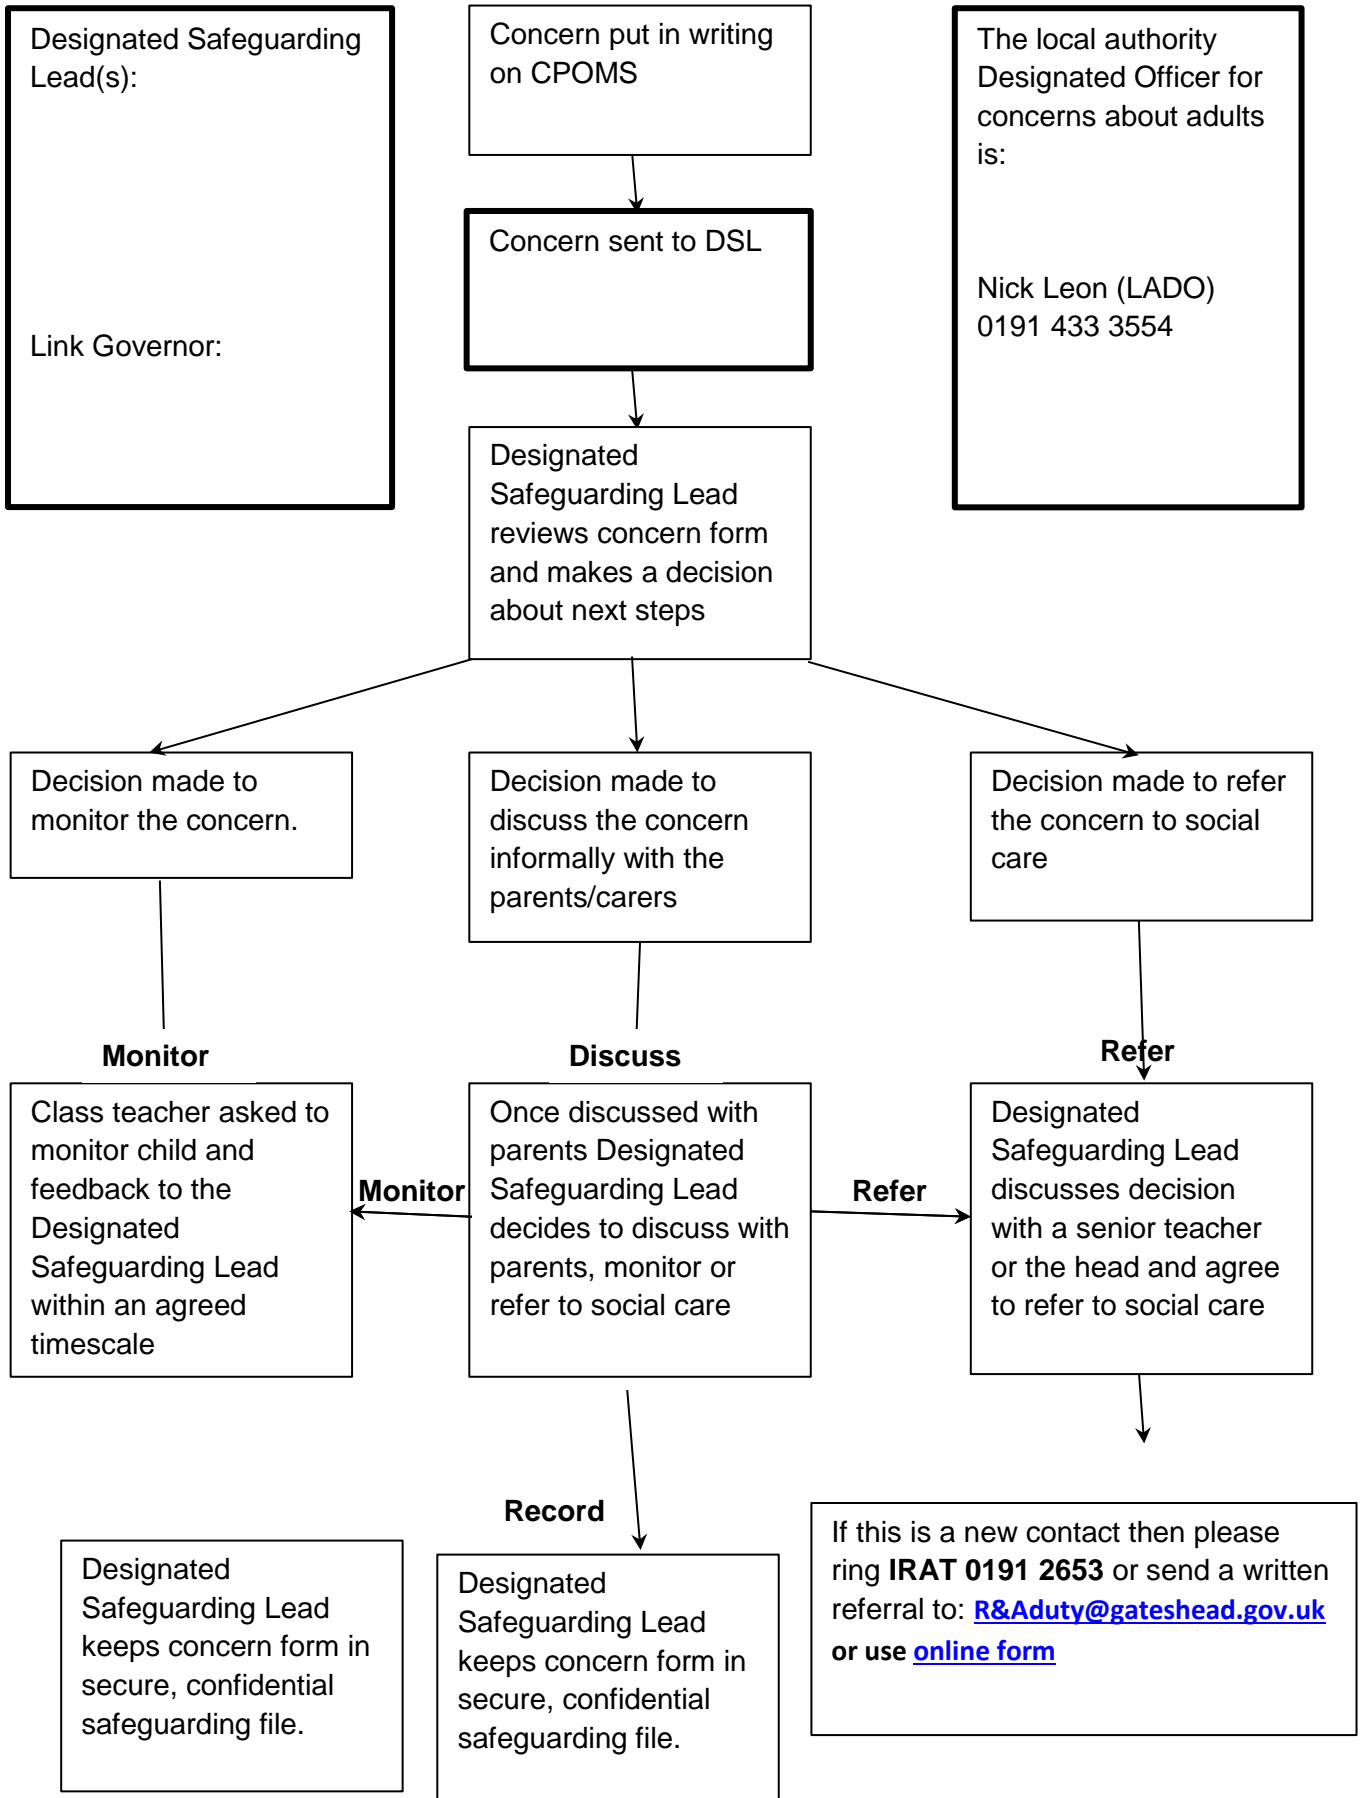 Designated Safeguarding
Lead(s):
Link Governor:
Concern put in writing
on CPOMS
The local authority
Designated Officer for
concerns about adults
is:
Nick Leon (LADO)
0191 433 3554
Concern sent to DSL
Designated
Safeguarding Lead
reviews concern form
and makes a decision
about next steps
Decision made to
monitor the concern.
Decision made to
discuss the concern
informally with the
parents/carers
Decision made to refer
the concern to social
care
Monitor
Discuss
Refer
Class teacher asked to
monitor child and
feedback to the
Designated
Safeguarding Lead
within an agreed
timescale
Monitor
Once discussed with
parents Designated
Safeguarding Lead
decides to discuss with
parents, monitor or
refer to social care
Refer
Designated
Safeguarding Lead
discusses decision
with a senior teacher
or the head and agree
to refer to social care
Record
Designated
Safeguarding Lead
keeps concern form in
secure, confidential
safeguarding file.
Designated
Safeguarding Lead
keeps concern form in
secure, confidential
safeguarding file.
If this is a new contact then please
ring IRAT 0191 2653 or send a written
referral to: R&Aduty@gateshead.gov.uk
or use online form